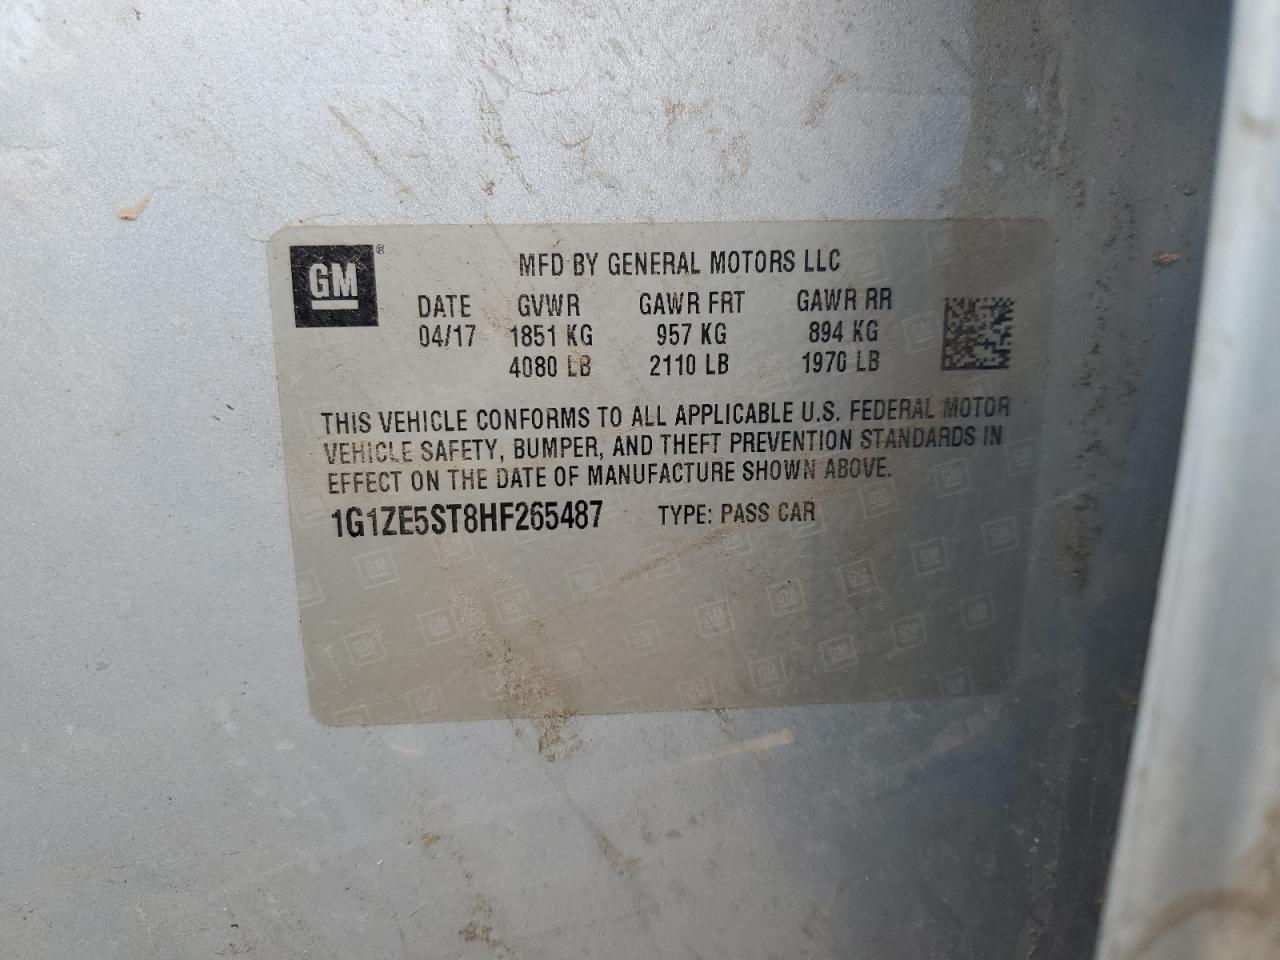 GM ®
MFD BY GENERAL MOTORS LLC
DATE GVWR GAWR FRT GAWR RR
04/17 1851 KG 957 KG 894 KG
4080 LB 2110 LB 1970 LB
THIS VEHICLE CONFORMS TO ALL APPLICABLE U.S. FEDERAL MOTOR
VEHICLE SAFETY, BUMPER, AND THEFT PREVENTION STANDARDS IN
EFFECT ON THE DATE OF MANUFACTURE SHOWN ABOVE.
1G1ZE5ST8HF265487 TYPE: PASS CAR